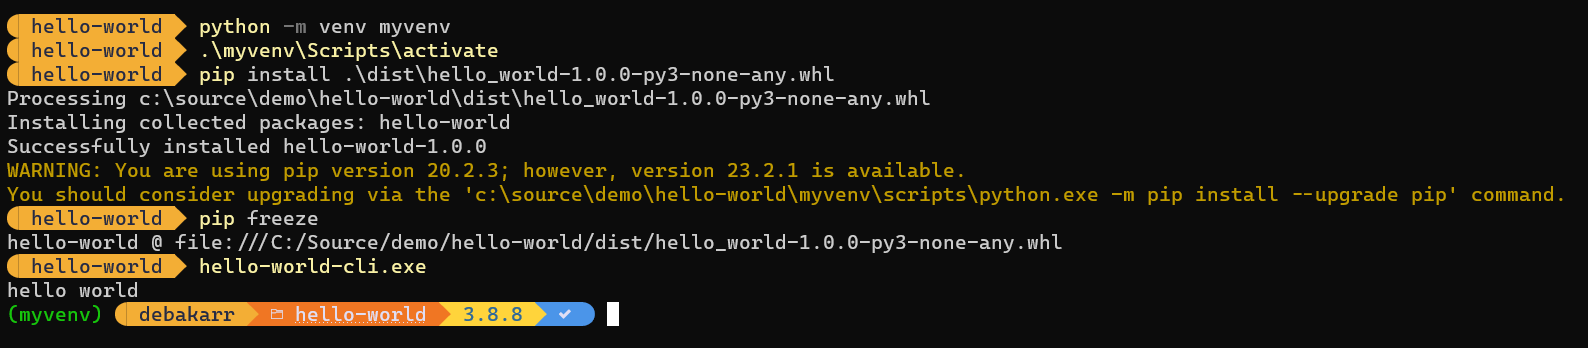 hello-world python -m venv myvenv
hello-world .\myvenv\Scripts\activate
hello-world pip install .\dist\hello_world-1.0.0-py3-none-any.whl
Processing c:\source\demo\hello-world\dist\hello_world-1.0.0-py3-none-any.whl
Installing collected packages: hello-world
Successfully installed hello-world-1.0.0
WARNING: You are using pip version 20.2.3; however, version 23.2.1 is available.
You should consider upgrading via the 'c:\source\demo\hello-world\myvenv\scripts\python.exe -m pip install --upgrade pip' command.
hello-world pip freeze
hello-world @ file:///C:/Source/demo/hello-world/dist/hello_world-1.0.0-py3-none-any.whl
hello-world hello-world-cli.exe
hello world
(myvenv) debakarr hello-world 3.8.8 ✓